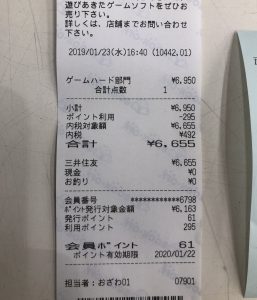 遊びあきたゲームソフトをぜひお
売り下さい。
詳しくは、店舗までお問い合わせ
下さい。
2019/01/23(水)16:40 (10442.01)
ゲームハード部門 ¥6,950
合計点数 1
小計 ¥6,950
ポイント利用 -295
内税対象額 ¥6,655
内税 ¥492
合計 ¥6,655
三井住友 ¥6,655
現金 ¥0
お釣り ¥0
会員番号 ************6798
ポイント発行対象金額 ¥6,163
発行ポイント 61
利用ポイント 295
会員ポイント 61
ポイント有効期限 2020/01/22
担当者：おざわ01 07901